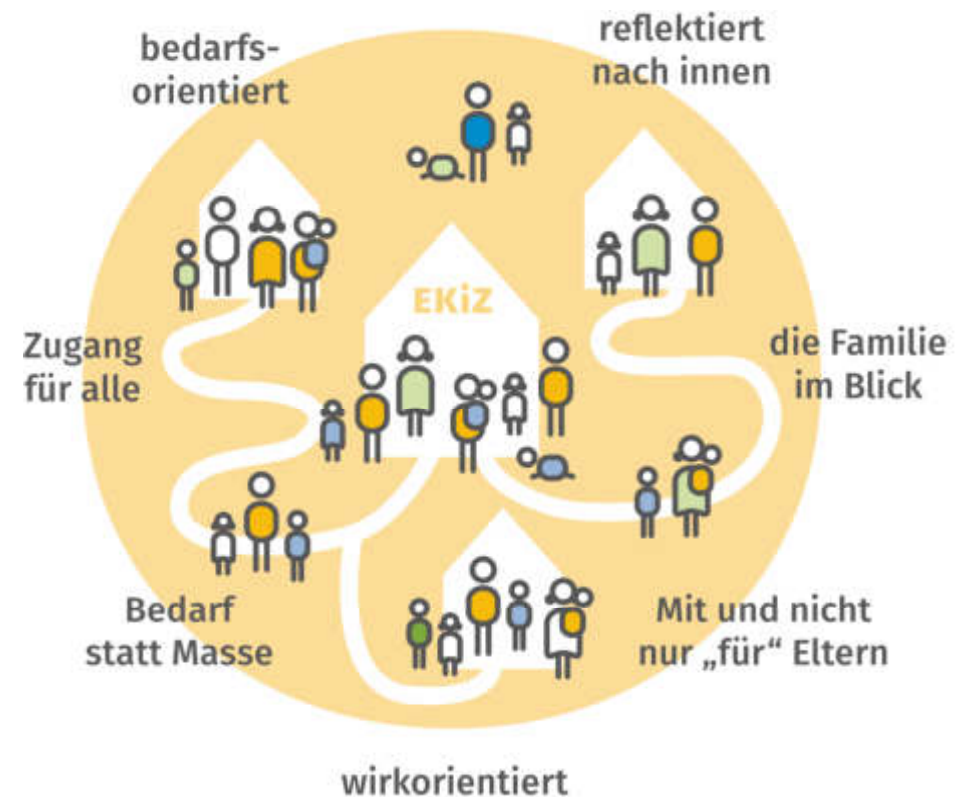 bedarfs-
orientiert
reflektiert
nach innen
EKiZ
Zugang
für alle
die Familie
im Blick
Bedarf
statt Masse
Mit und nicht
nur „für“ Eltern
wirkorientiert